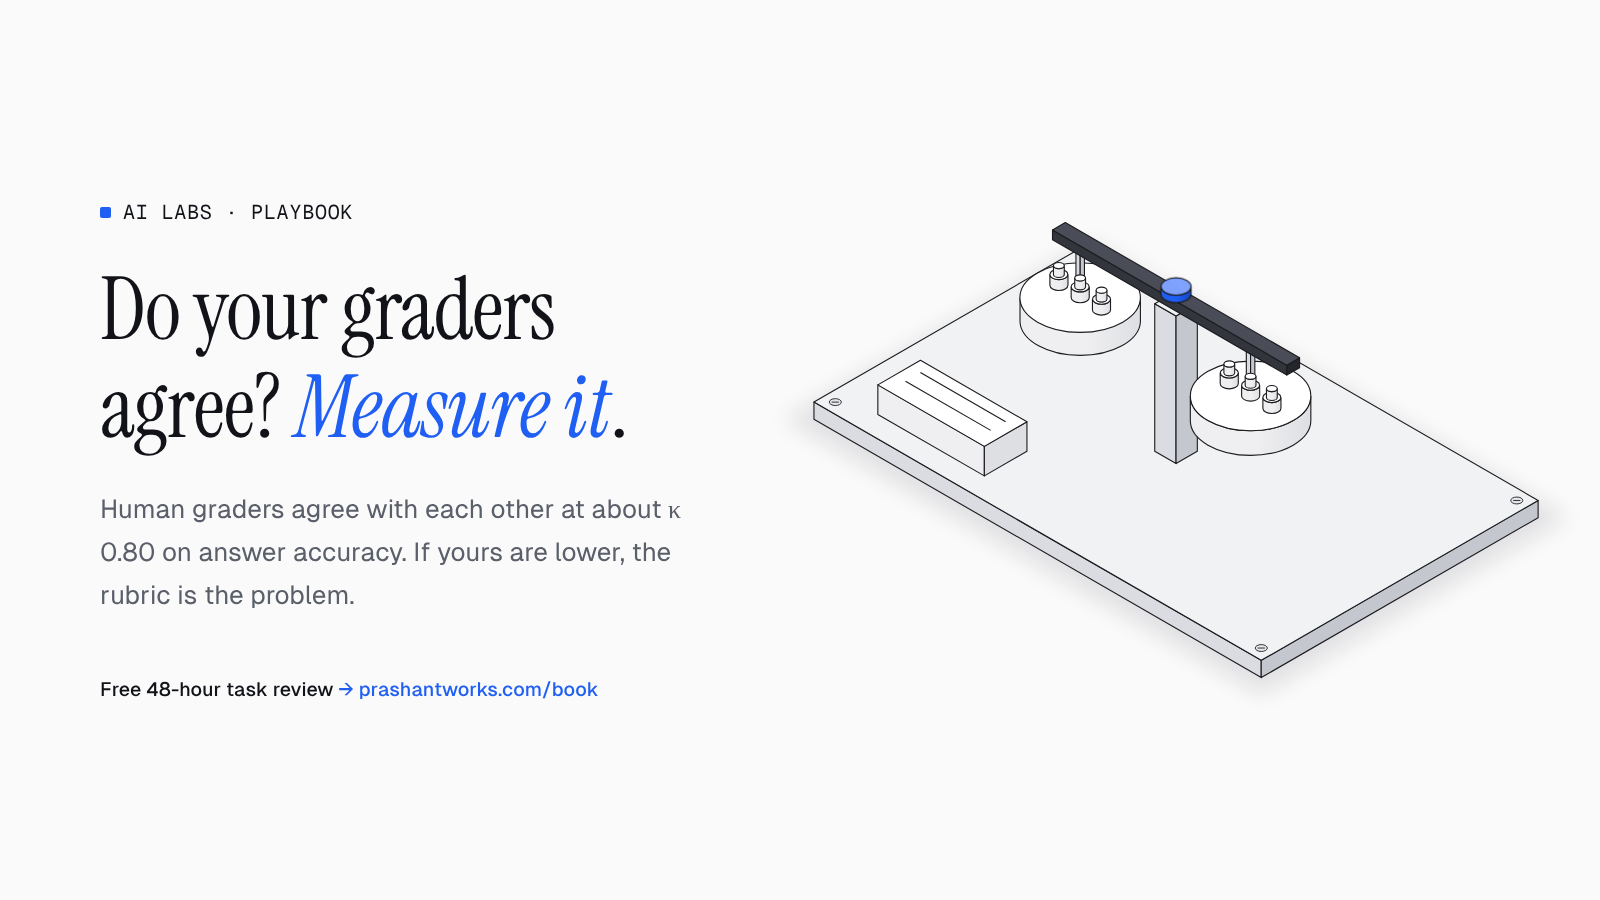 AI LABS · PLAYBOOK
Do your graders
agree? Measure it.
Human graders agree with each other at about κ
0.80 on answer accuracy. If yours are lower, the
rubric is the problem.
Free 48-hour task review → prashantworks.com/book